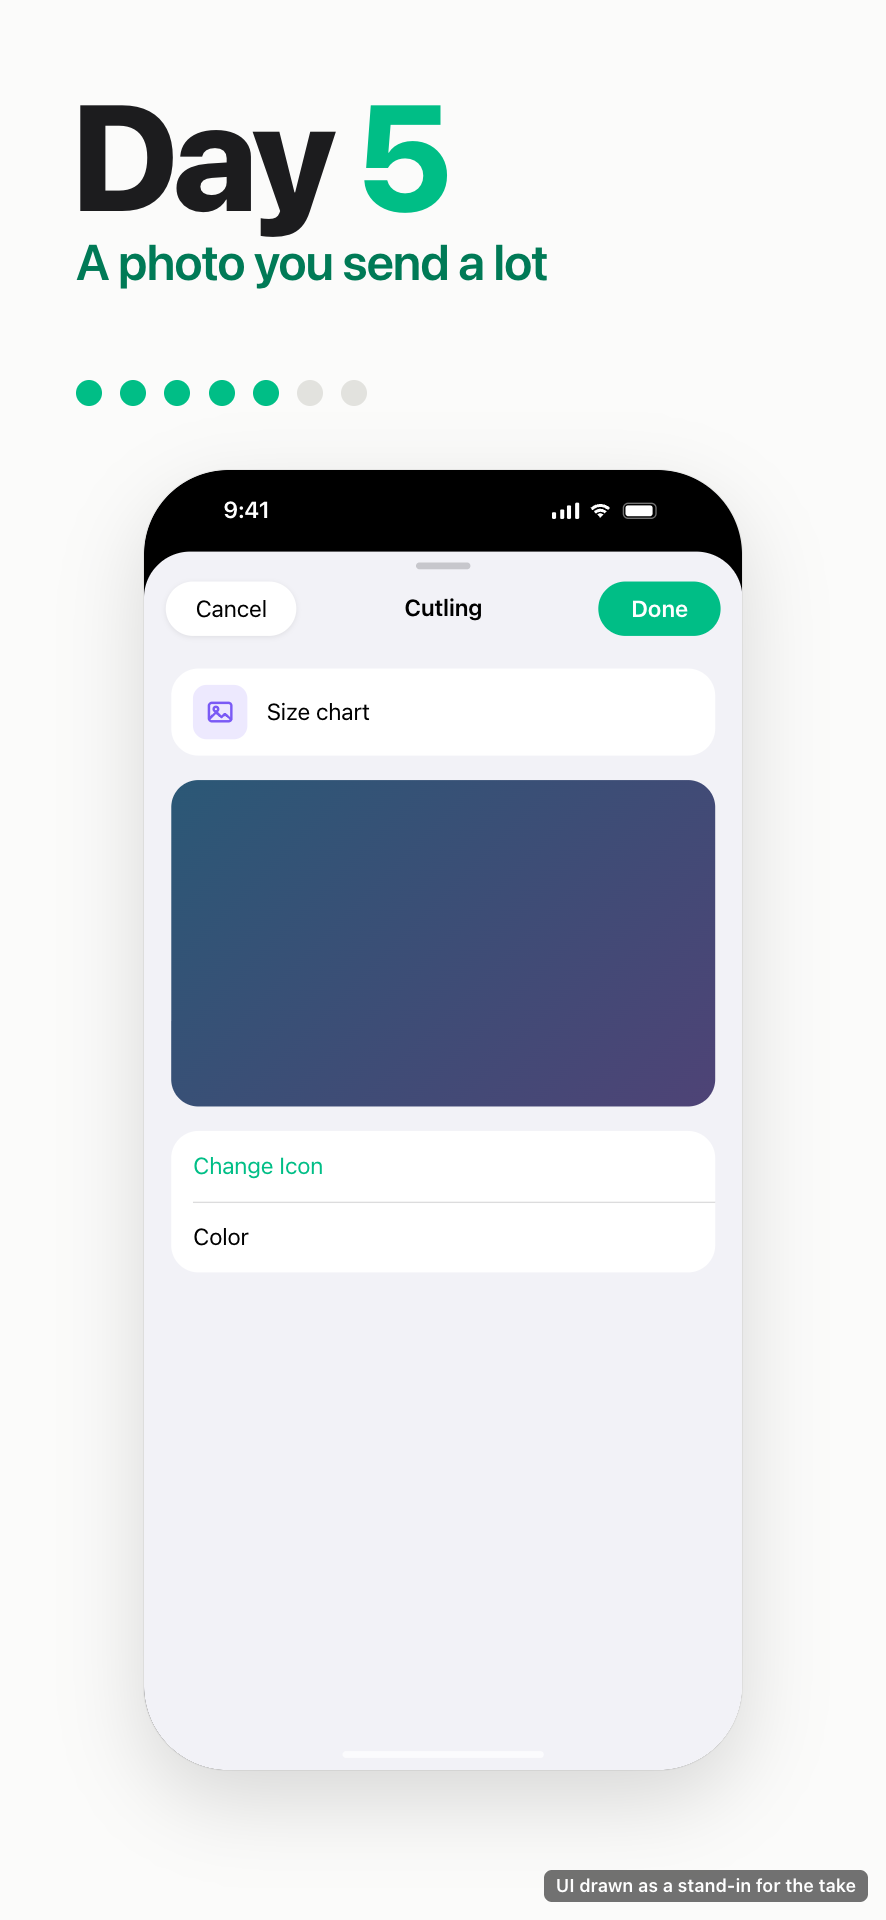 Day 5
A photo you send a lot
9:41
Cancel
Cutling
Done
Size chart
Change Icon
Color
UI drawn as a stand-in for the take